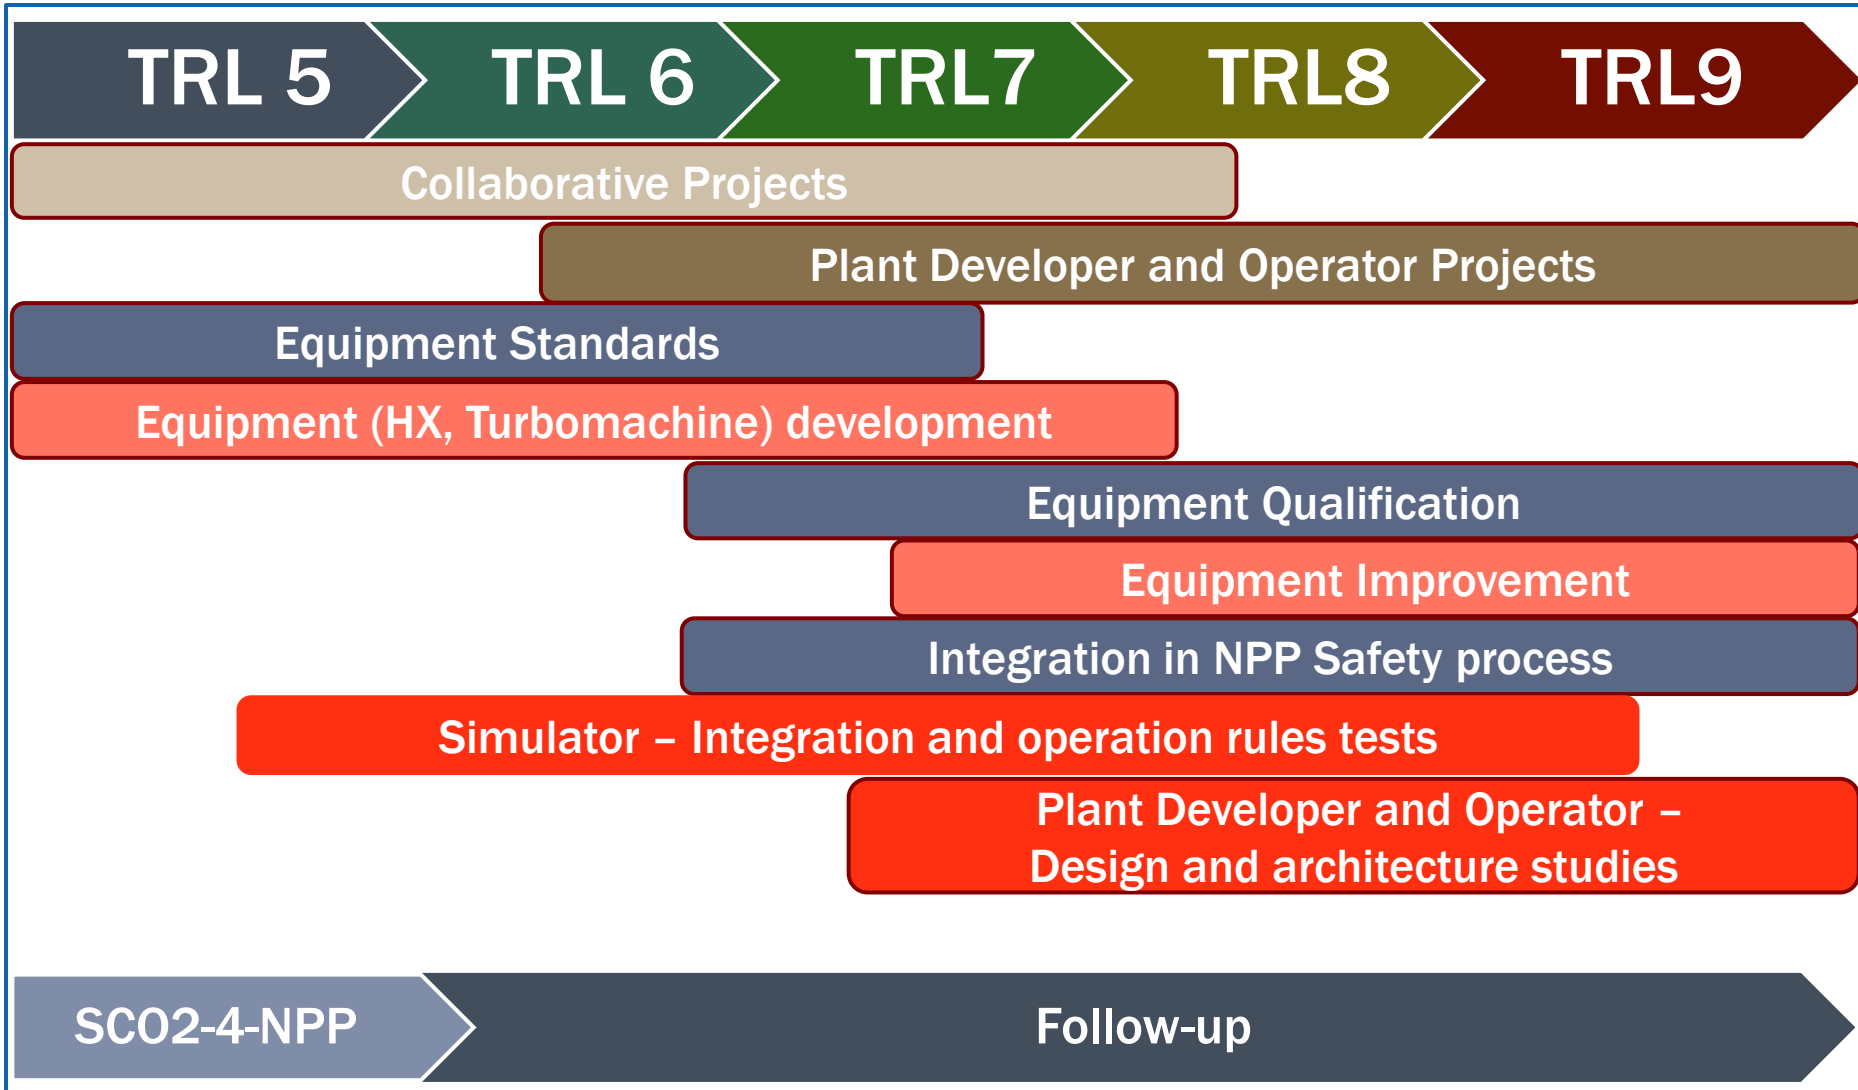 TRL 5
TRL 6
TRL7
TRL8
TRL9
Collaborative Projects
Plant Developer and Operator Projects
Equipment Standards
Equipment (HX, Turbomachine) development
Equipment Qualification
Equipment Improvement
Integration in NPP Safety process
Simulator – Integration and operation rules tests
Plant Developer and Operator –
Design and architecture studies
SCO2-4-NPP
Follow-up